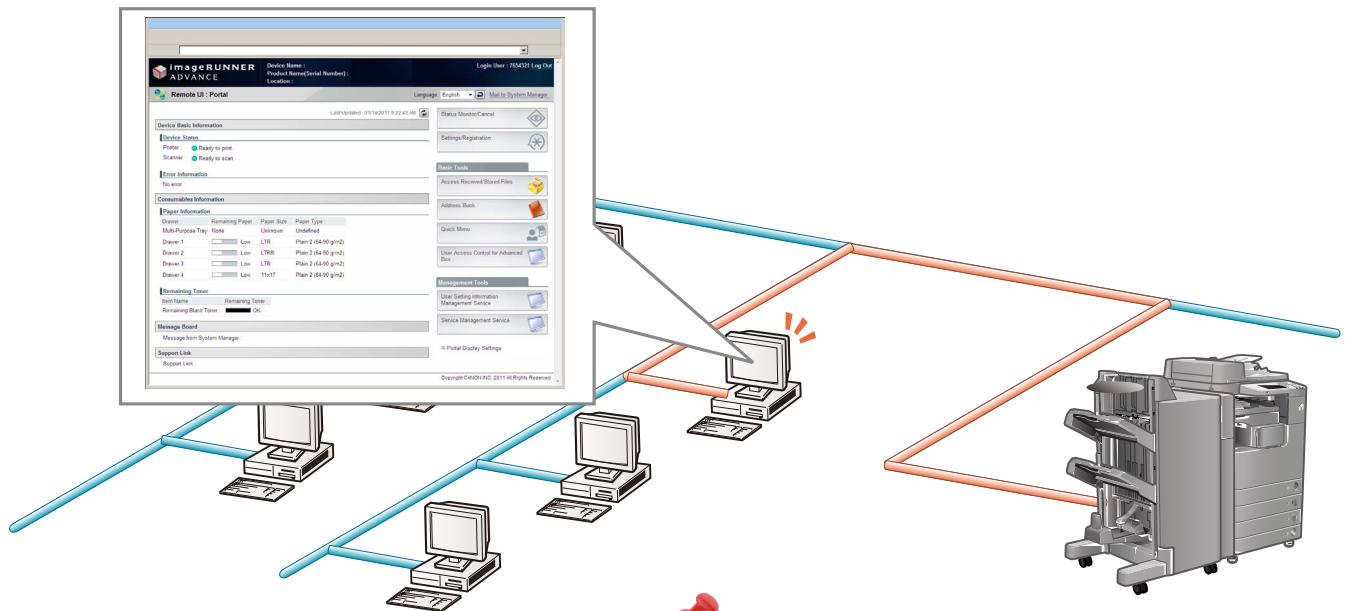 imageRUNNER
ADVANCE
Device Name :
Product Name(Serial Number) :
Location :
Login User : 7654321 Log Out
Remote UI : Portal
Language: English
Mail to System Manager
Last Updated : 01/14/2011 9:22:43 AM
Device Basic Information
Device Status
Printer : Ready to print.
Scanner : Ready to scan.
Error Information
No error
Consumables Information
Paper Information
Drawer Remaining Paper Paper Size Paper Type
Multi-Purpose Tray None Unknown Undefined
Drawer 1 Low LTR Plain 2 (64-90 g/m2)
Drawer 2 Low LTRR Plain 2 (64-90 g/m2)
Drawer 3 Low LTR Plain 2 (64-90 g/m2)
Drawer 4 Low 11x17 Plain 2 (64-90 g/m2)
Remaining Toner
Item Name Remaining Toner
Remaining Black Toner : OK
Message Board
Message from System Manager :
Support Link
Support Link :
Status Monitor/Cancel
Settings/Registration
Basic Tools
Access Received/Stored Files
Address Book
Quick Menu
User Access Control for Advanced
Box
Management Tools
User Setting Information
Management Service
Service Management Service
Portal Display Settings
Copyright CANON INC. 2011 All Rights Reserved